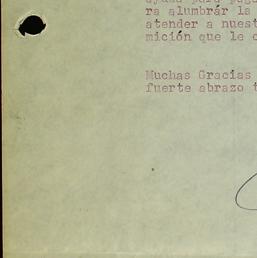 ra alumbrár la
atender a nuest
mición que le c
Muchas Gracias
fuerte abrazo t